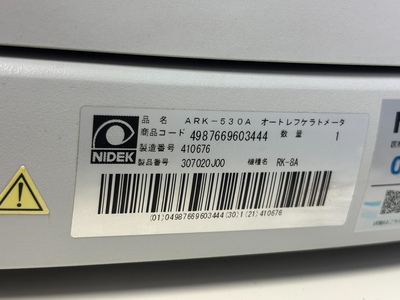 品　名　ARK-530A　オートレフケラトメータ
商品コード　4987669603444　数　量　1
製造番号　410676
製品番号　307020J00　機種名　RK-8A
NIDEK
(01)04987669603444(30)1(21)410676